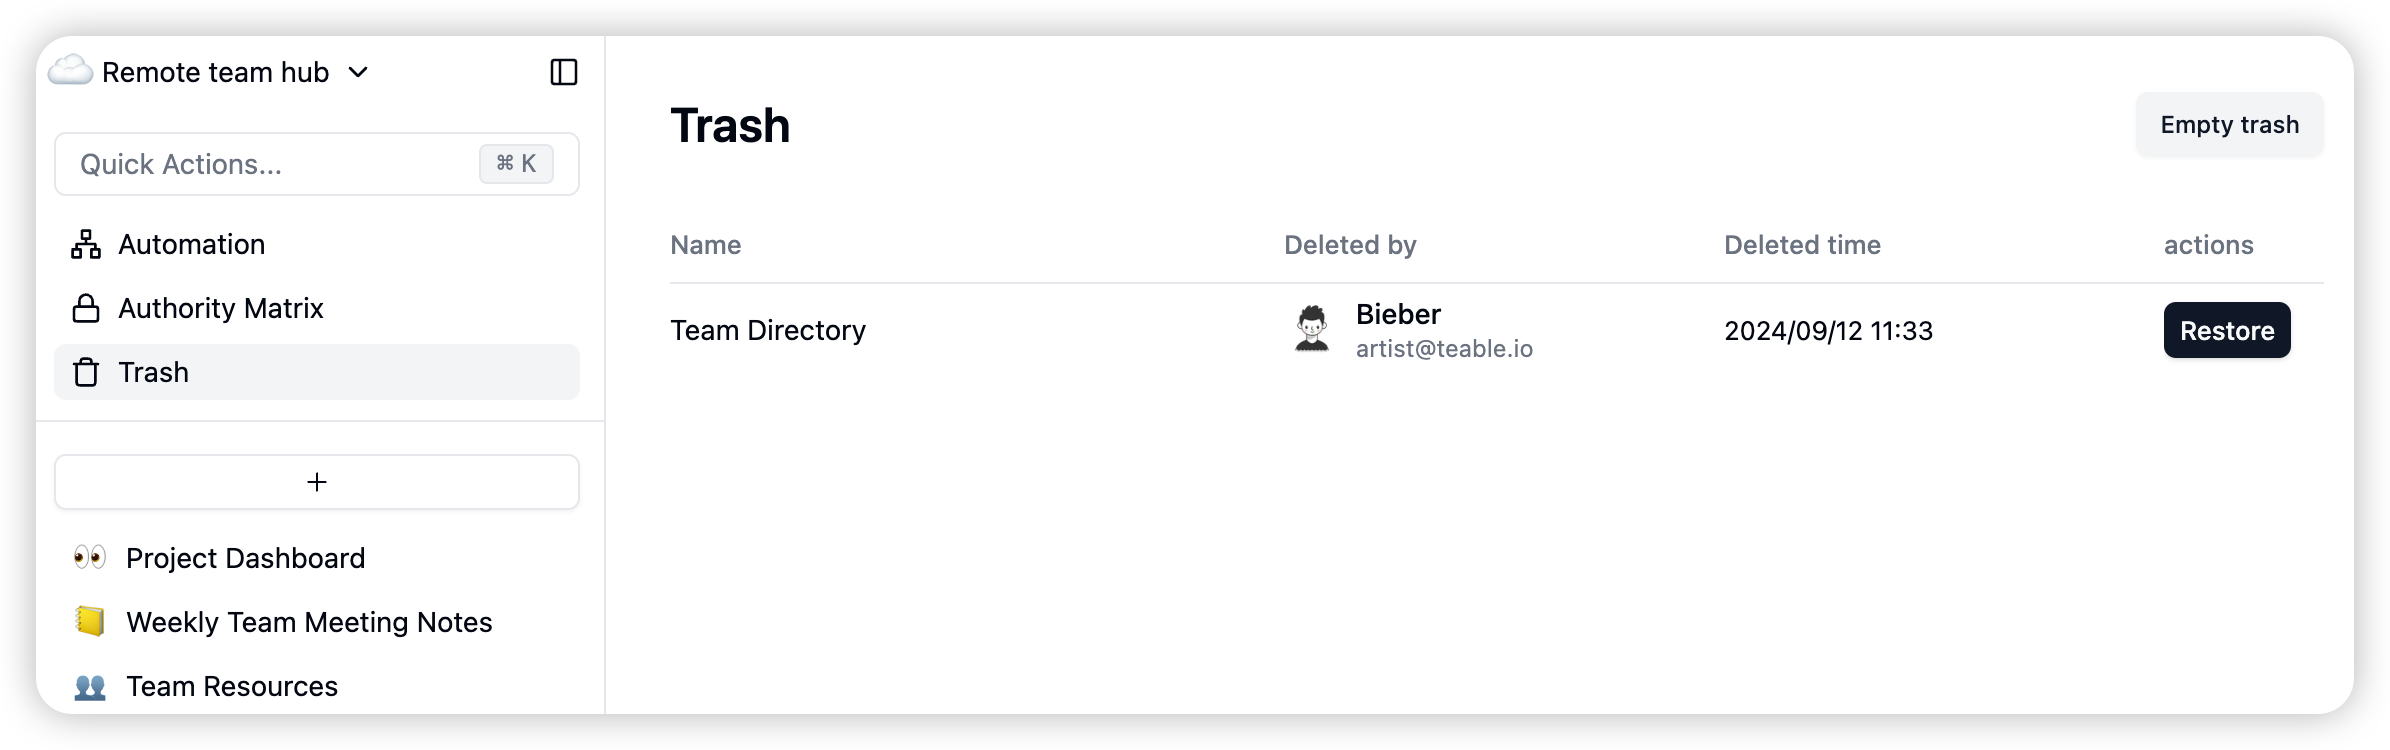 Remote team hub
Quick Actions...
⌘ K
Automation
Authority Matrix
Trash
+
Project Dashboard
Weekly Team Meeting Notes
Team Resources
Trash
Empty trash
Name Deleted by Deleted time actions
Team Directory
Bieber
artist@teable.io
2024/09/12 11:33
Restore